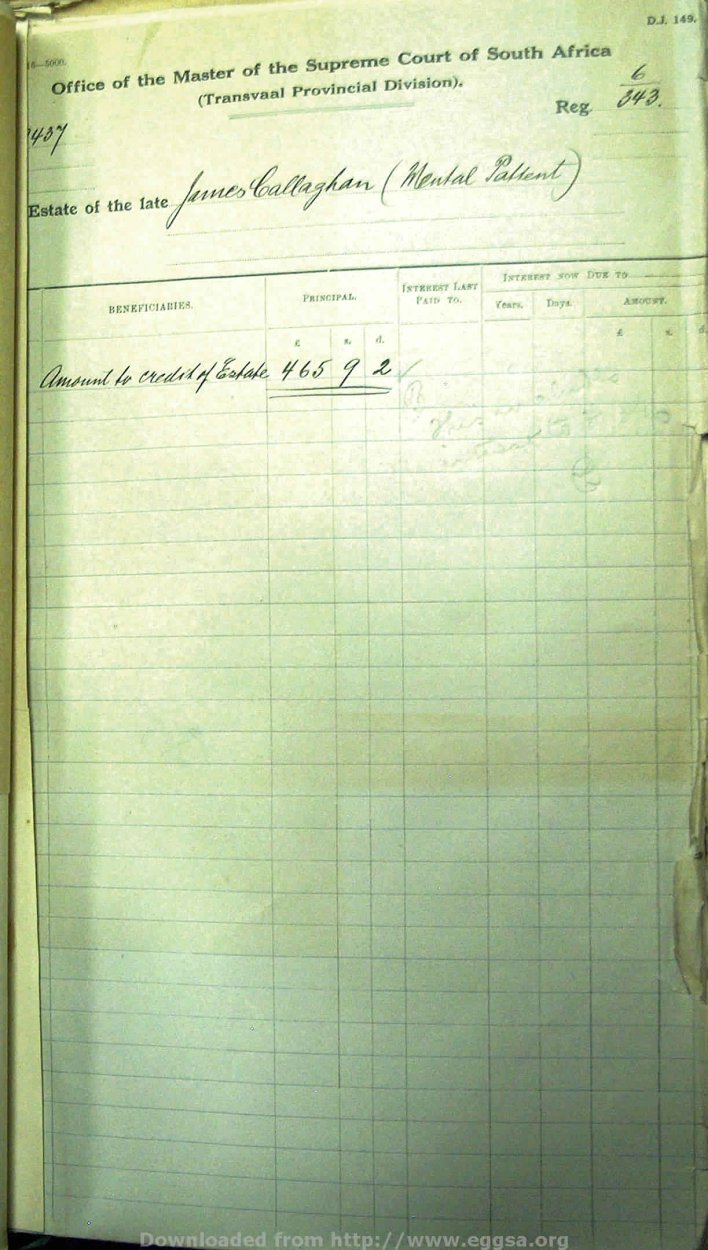 D.J. 149.
16—5000.
Office of the Master of the Supreme Court of South Africa
(Transvaal Provincial Division).
Reg. 6/343.
1437
Estate of the late James Callaghan (Mental Patient)
BENEFICIARIES.
PRINCIPAL.
INTEREST LAST PAID TO.
INTEREST NOW DUE TO
Years.
Days.
AMOUNT.
£ s. d.
£ s. d.
Amount to credit of Estate 465 9 2 ✓
Downloaded from http://www.eggsa.org